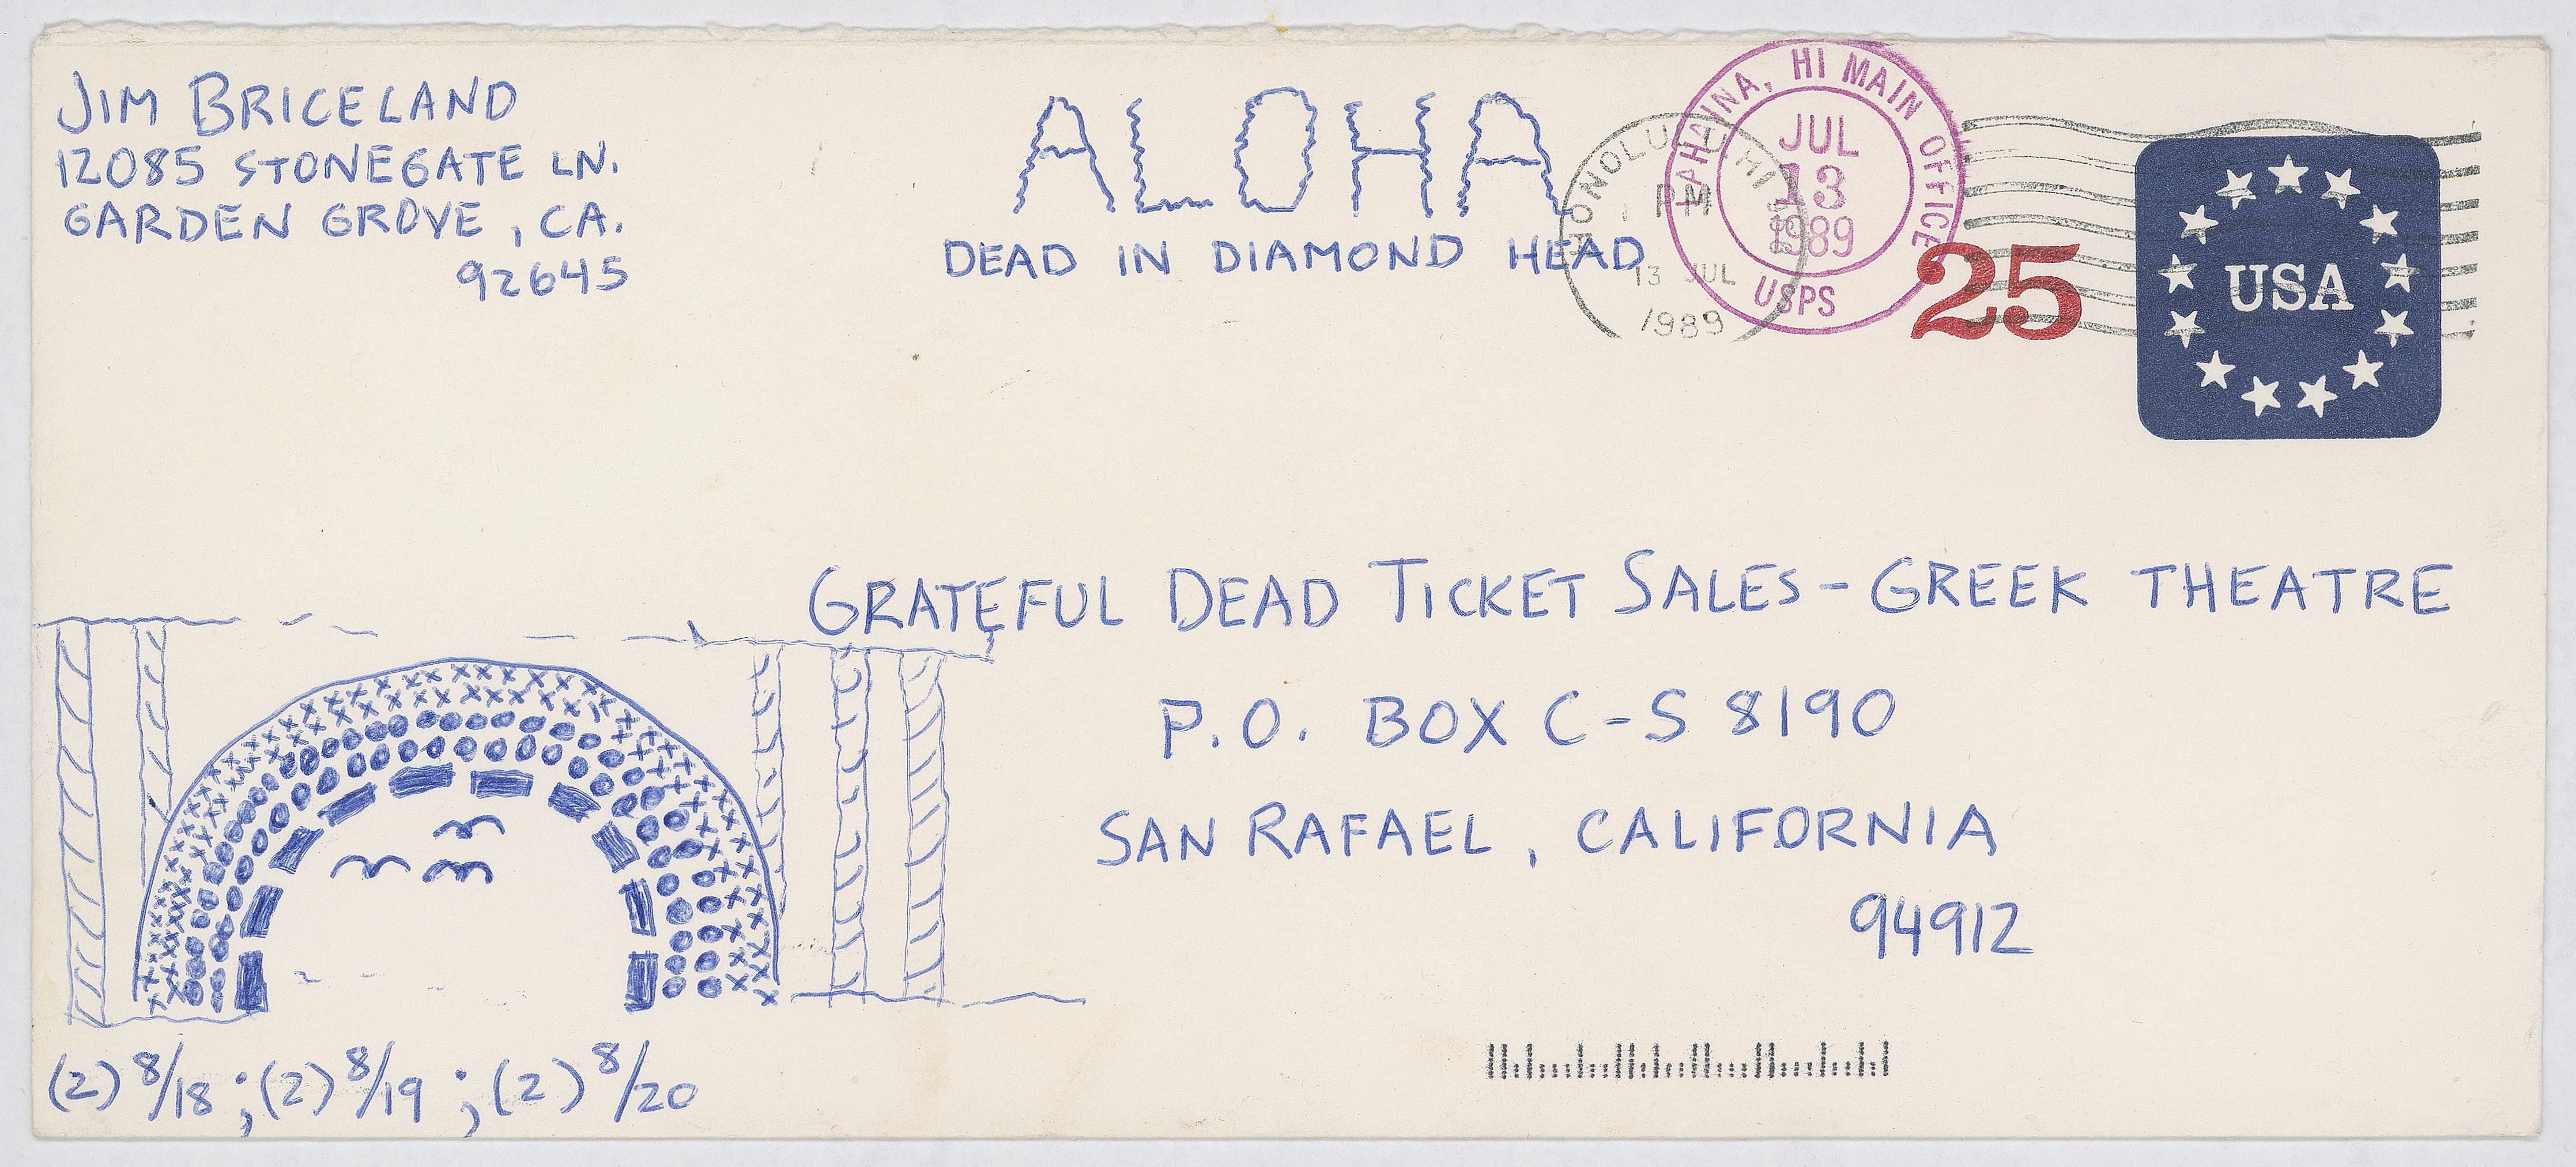 JIM BRICELAND
12085 STONEGATE LN.
GARDEN GROVE, CA.
92645
ALOHA
DEAD IN DIAMOND HEAD
HONOLULU, HI
PM
13 JUL
1989
LAHAINA, HI MAIN OFFICE
JUL
13
1989
USPS
25
USA
GRATEFUL DEAD TICKET SALES - GREEK THEATRE
P.O. BOX C-S 8190
SAN RAFAEL, CALIFORNIA
94912
(2) 8/18 ; (2) 8/19 ; (2) 8/20